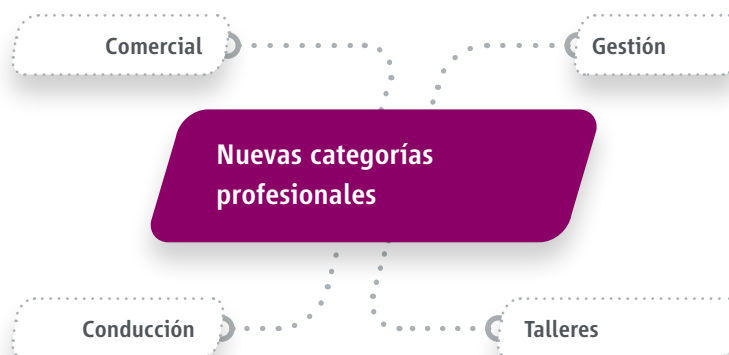 Comercial
Gestión
Nuevas categorías
profesionales
Conducción
Talleres